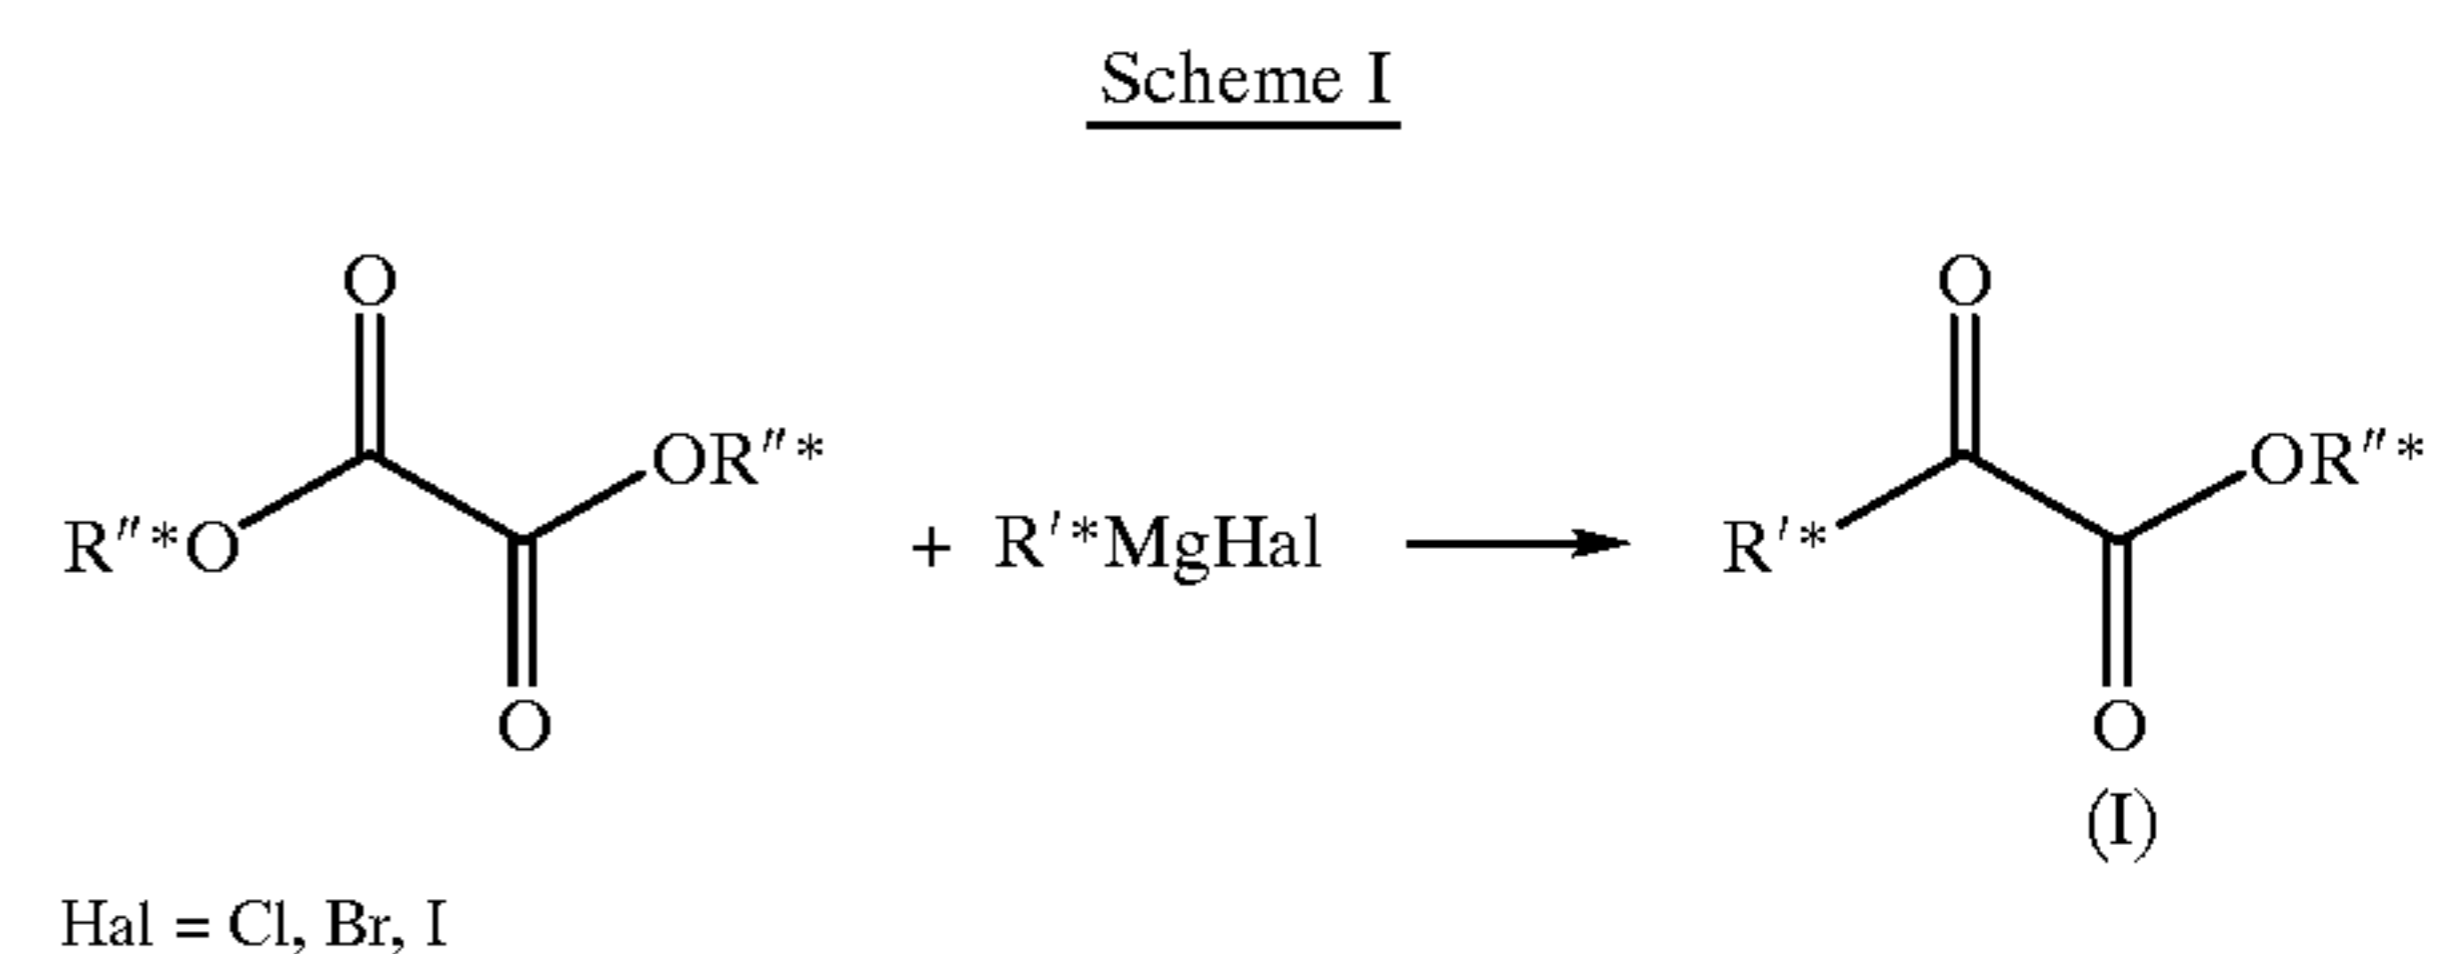 Scheme I
O O
OR″* OR″*
R″*O + R′*MgHal R′*
O O
(I)
Hal = Cl, Br, I